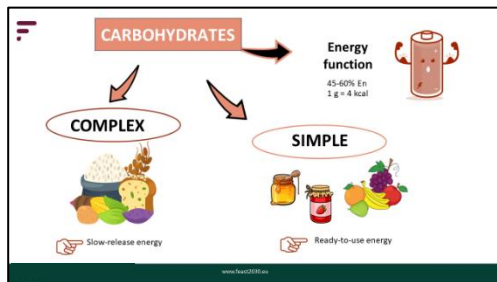 CARBOHYDRATES
Energy
function
45-60% En
1 g = 4 kcal
COMPLEX
SIMPLE
Slow-release energy
Ready-to-use energy
www.feast2030.eu